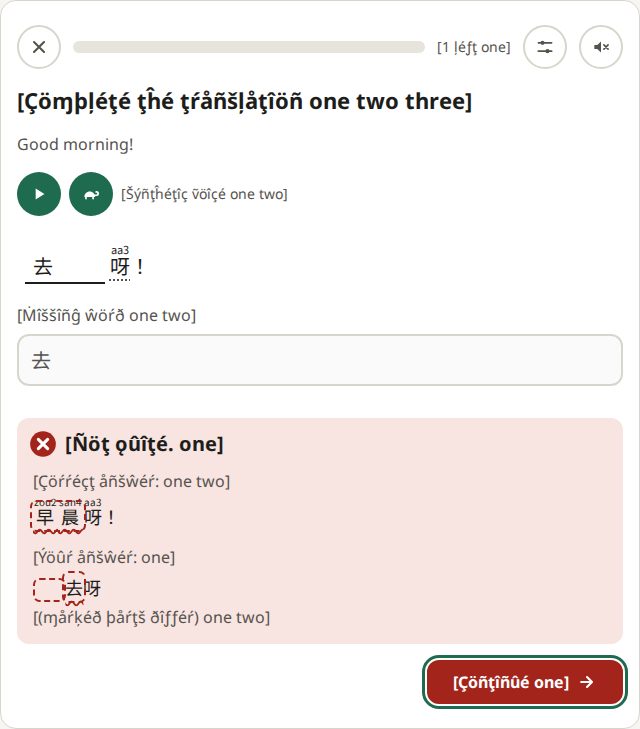 [1 ļéƒţ one]
[Çöɱþļéţé ţĥé ţŕåñšļåţîöñ one two three]
Good morning!
[Šýñţĥéţîç ṽöîçé one two]
aa3
去 呀！
[Ṁîššîñĝ ŵöŕð one two]
去
[Ñöţ ǫûîţé. one]
[Çöŕŕéçţ åñšŵéŕ: one two]
zou2 san4 aa3
早晨呀！
[Ýöûŕ åñšŵéŕ: one]
去呀
[(ɱåŕķéð þåŕţš ðîƒƒéŕ) one two]
[Çöñţîñûé one]